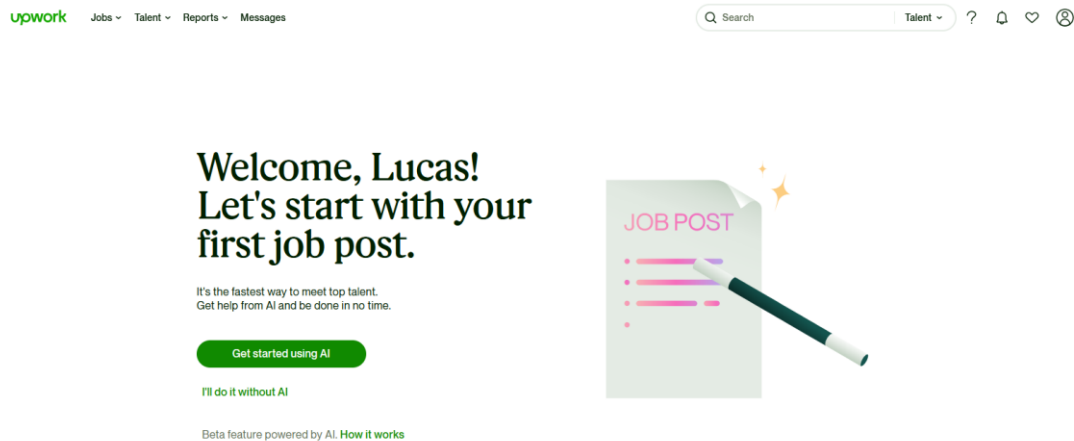 upwork Jobs Talent Reports Messages Search Talent
Welcome, Lucas!
Let's start with your
first job post.
JOB POST
It's the fastest way to meet top talent.
Get help from AI and be done in no time.
Get started using AI
I'll do it without AI
Beta feature powered by AI. How it works